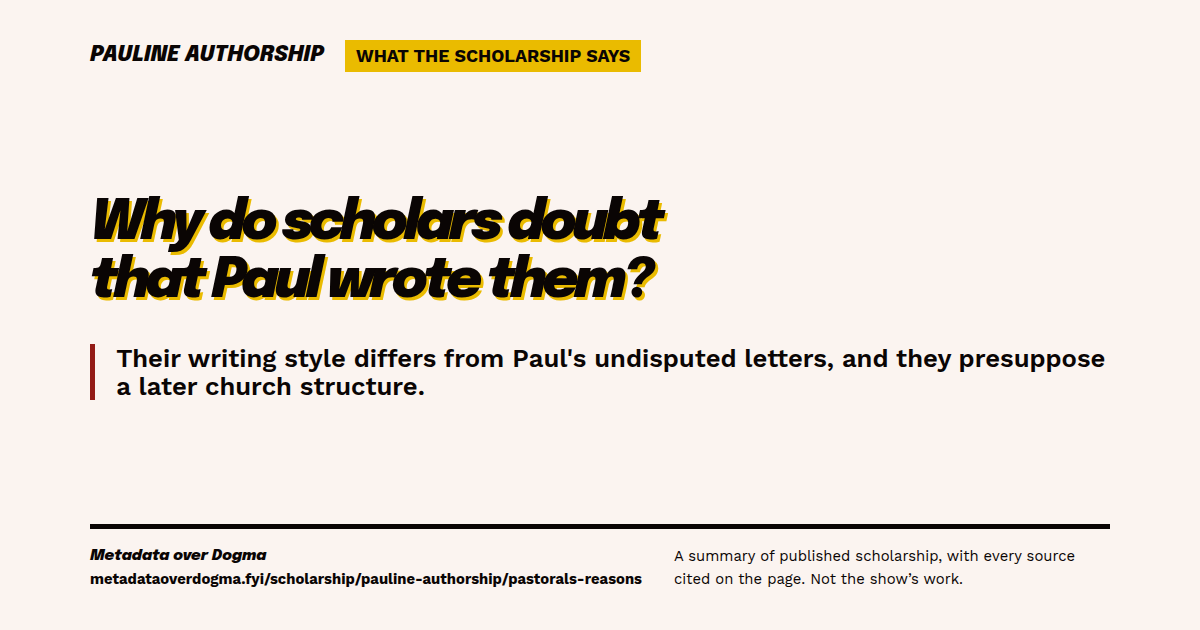 PAULINE AUTHORSHIP
WHAT THE SCHOLARSHIP SAYS
Why do scholars doubt
that Paul wrote them?
Their writing style differs from Paul's undisputed letters, and they presuppose
a later church structure.
Metadata over Dogma
metadataoverdogma.fyi/scholarship/pauline-authorship/pastorals-reasons
A summary of published scholarship, with every source
cited on the page. Not the show’s work.